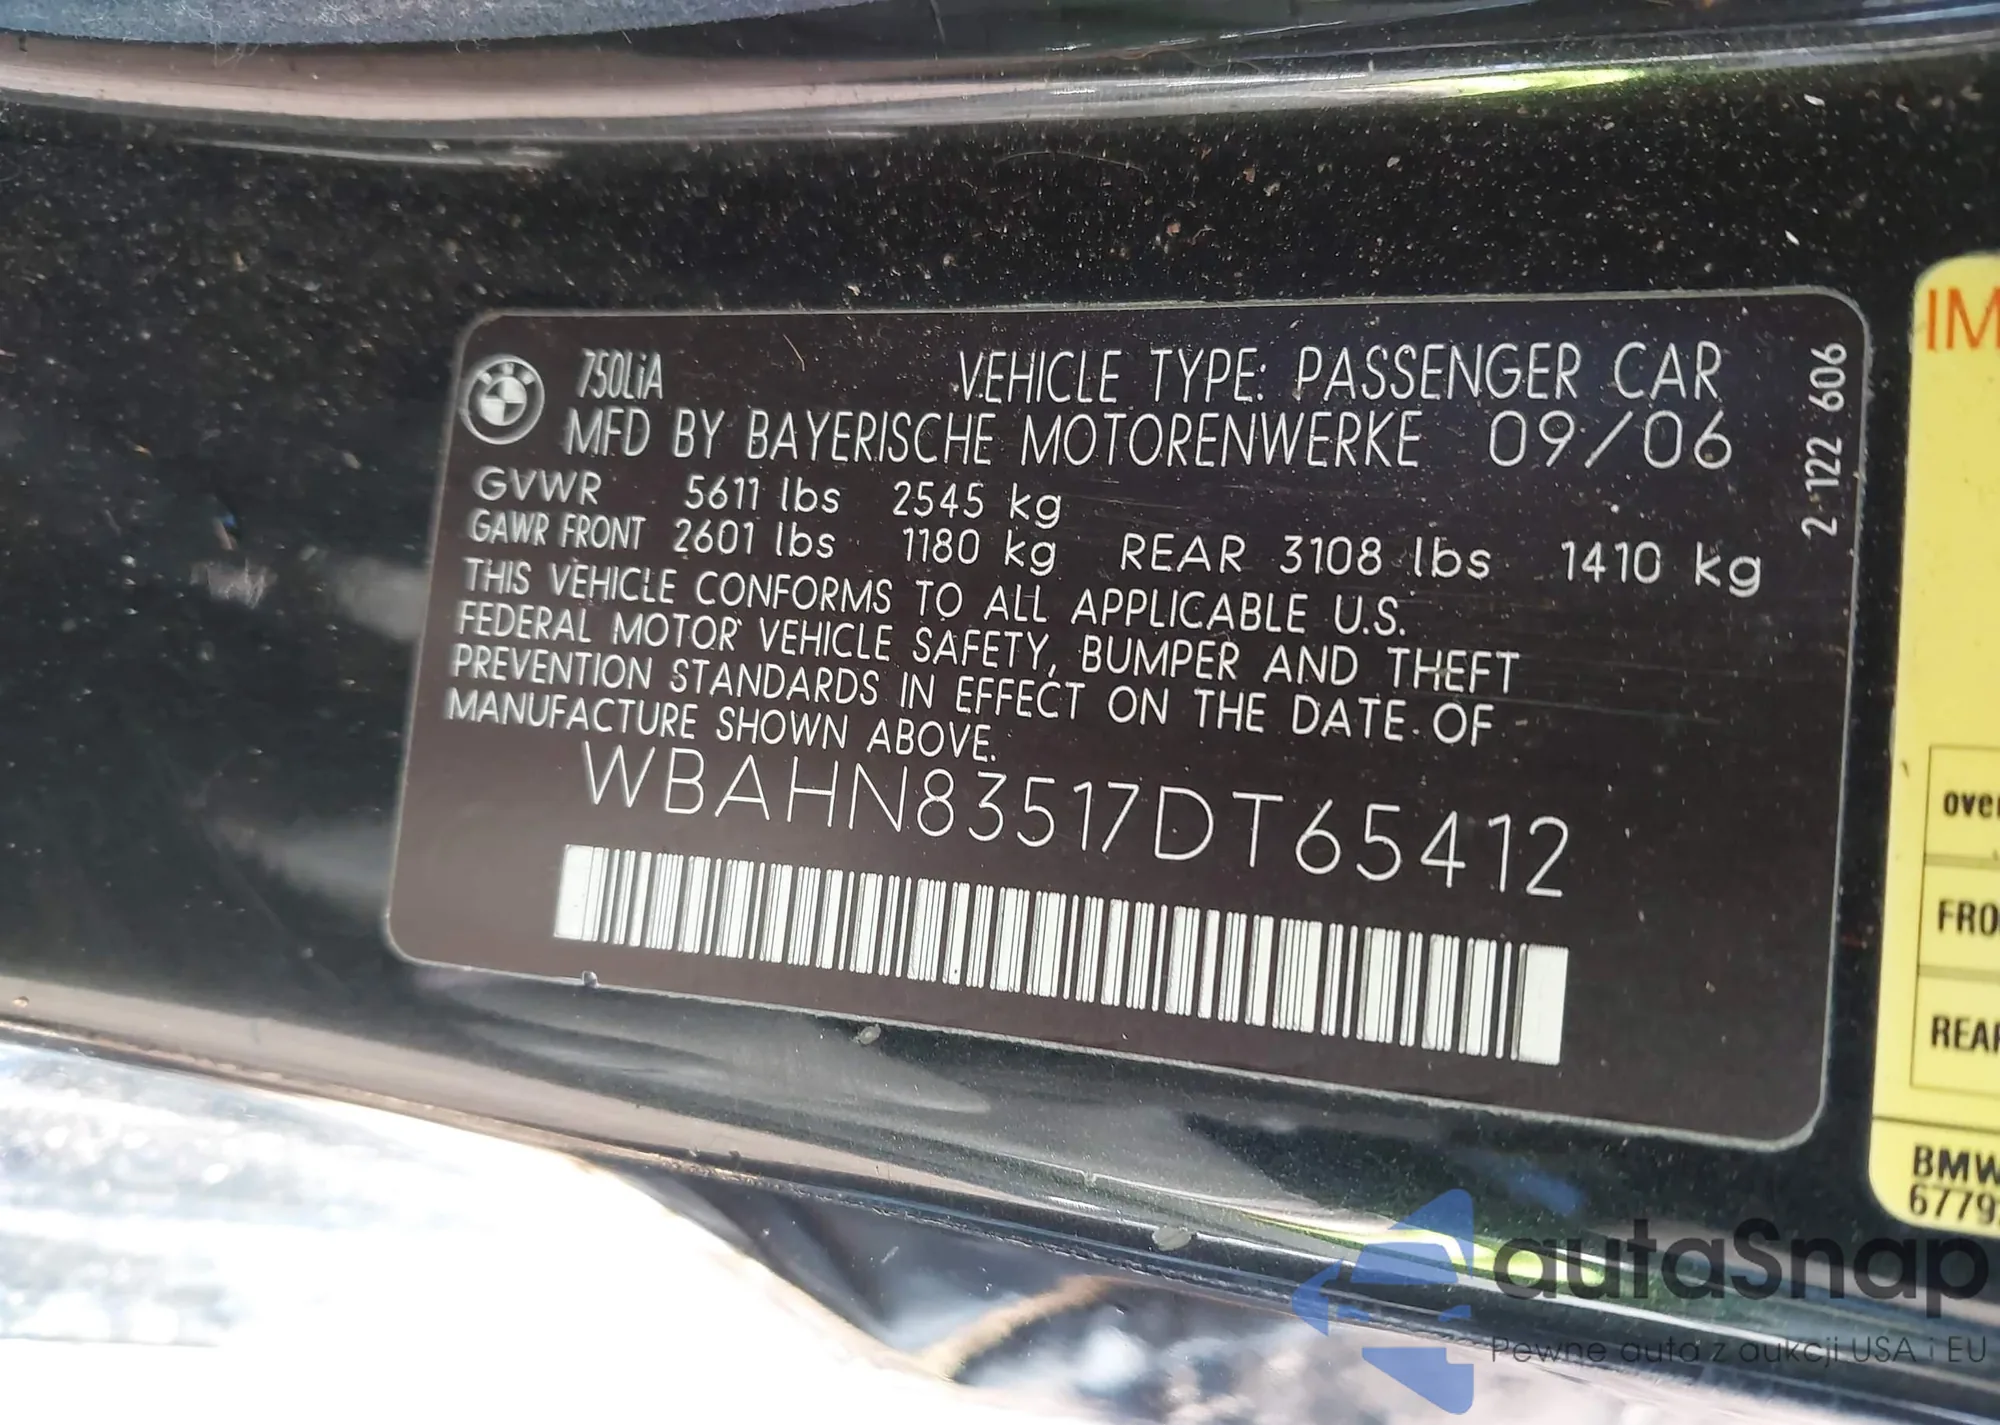 750LiA
VEHICLE TYPE: PASSENGER CAR
MFD BY BAYERISCHE MOTORENWERKE 09/06
GVWR 5611 lbs 2545 kg
GAWR FRONT 2601 lbs 1180 kg REAR 3108 lbs 1410 kg
THIS VEHICLE CONFORMS TO ALL APPLICABLE U.S.
FEDERAL MOTOR VEHICLE SAFETY, BUMPER AND THEFT
PREVENTION STANDARDS IN EFFECT ON THE DATE OF
MANUFACTURE SHOWN ABOVE.
WBAHN83517DT65412
2 122 606
IM
over
FRO
REAR
BMW
6779
autaSnap
Pewne auta z aukcji USA i EU